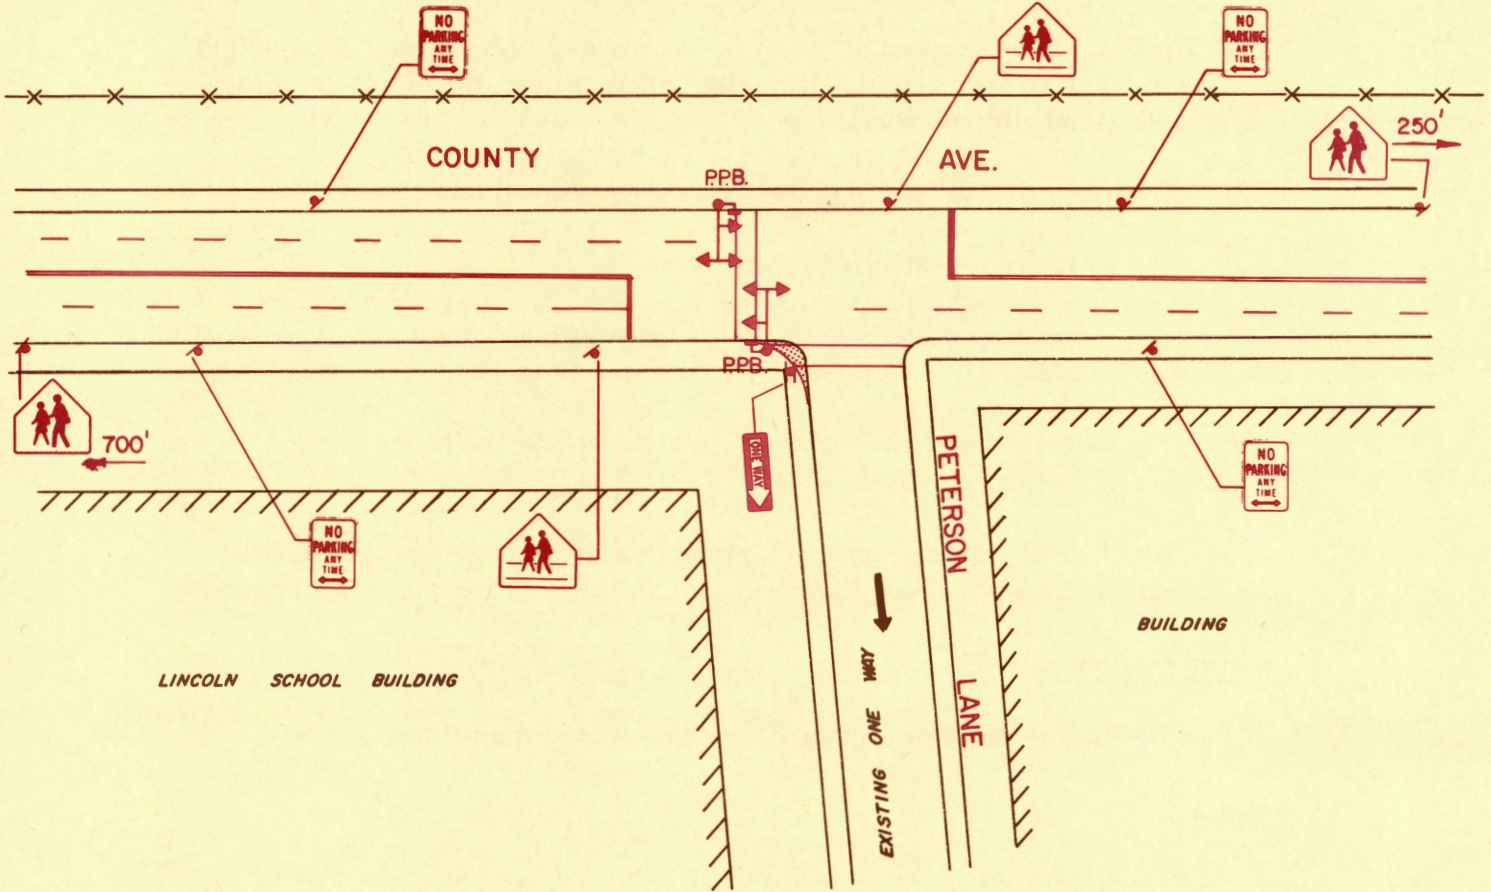 NO
PARKING
ANY
TIME
NO
PARKING
ANY
TIME
250'
COUNTY AVE.
P.P.B.
P.P.B.
700'
ONE WAY
PETERSON LANE
NO
PARKING
ANY
TIME
NO
PARKING
ANY
TIME
BUILDING
LINCOLN SCHOOL BUILDING
EXISTING ONE WAY